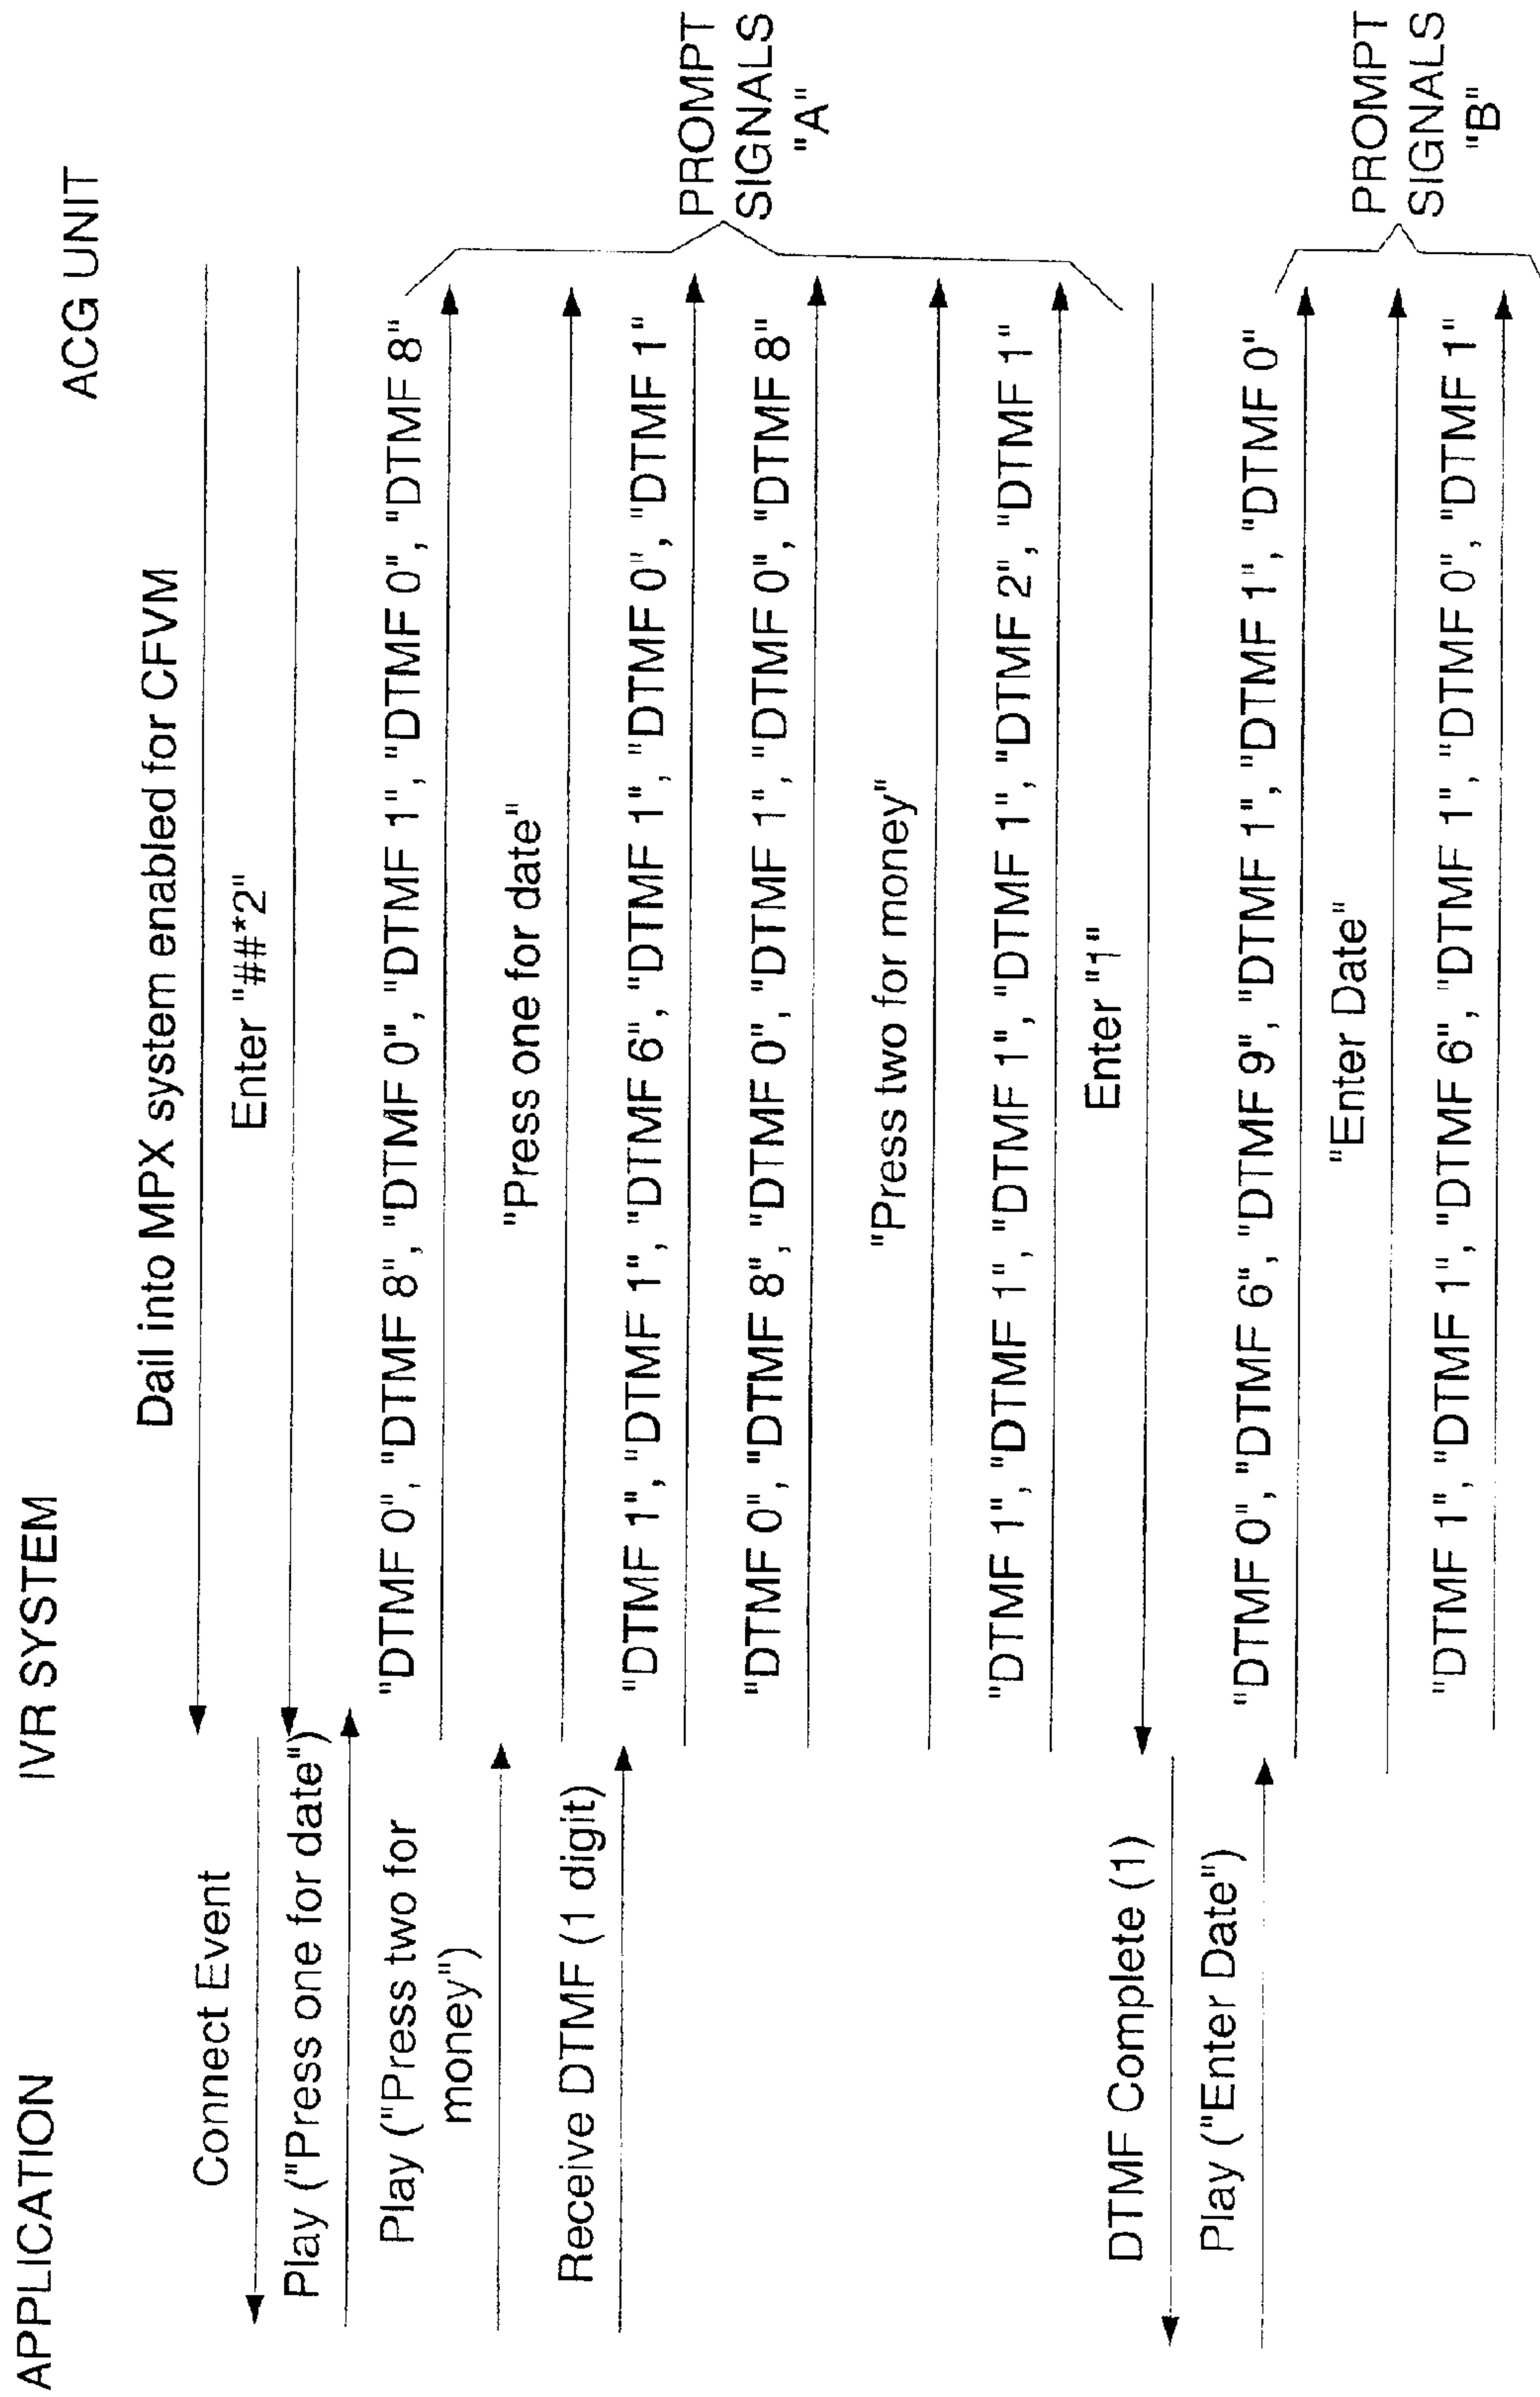 APPLICATION
IVR SYSTEM
ACG UNIT
Dail into MPX system enabled for CFVM
Connect Event
Enter "##*2"
Play ("Press one for date")
"DTMF 0", "DTMF 8", "DTMF 0", "DTMF 1", "DTMF 0", "DTMF 8"
Play ("Press two for
money")
"Press one for date"
Receive DTMF (1 digit)
"DTMF 1", "DTMF 1", "DTMF 6", "DTMF 1", "DTMF 0", "DTMF 1"
PROMPT
SIGNALS
"A"
"DTMF 0", "DTMF 8", "DTMF 0", "DTMF 1", "DTMF 0", "DTMF 8"
"Press two for money"
"DTMF 1", "DTMF 1", "DTMF 1", "DTMF 1", "DTMF 2", "DTMF 1"
Enter "1"
DTMF Complete (1)
Play ("Enter Date")
"DTMF 0", "DTMF 6", "DTMF 9", "DTMF 1", "DTMF 1", "DTMF 0"
"Enter Date"
PROMPT
SIGNALS
"B"
"DTMF 1", "DTMF 1", "DTMF 6", "DTMF 1", "DTMF 0", "DTMF 1"